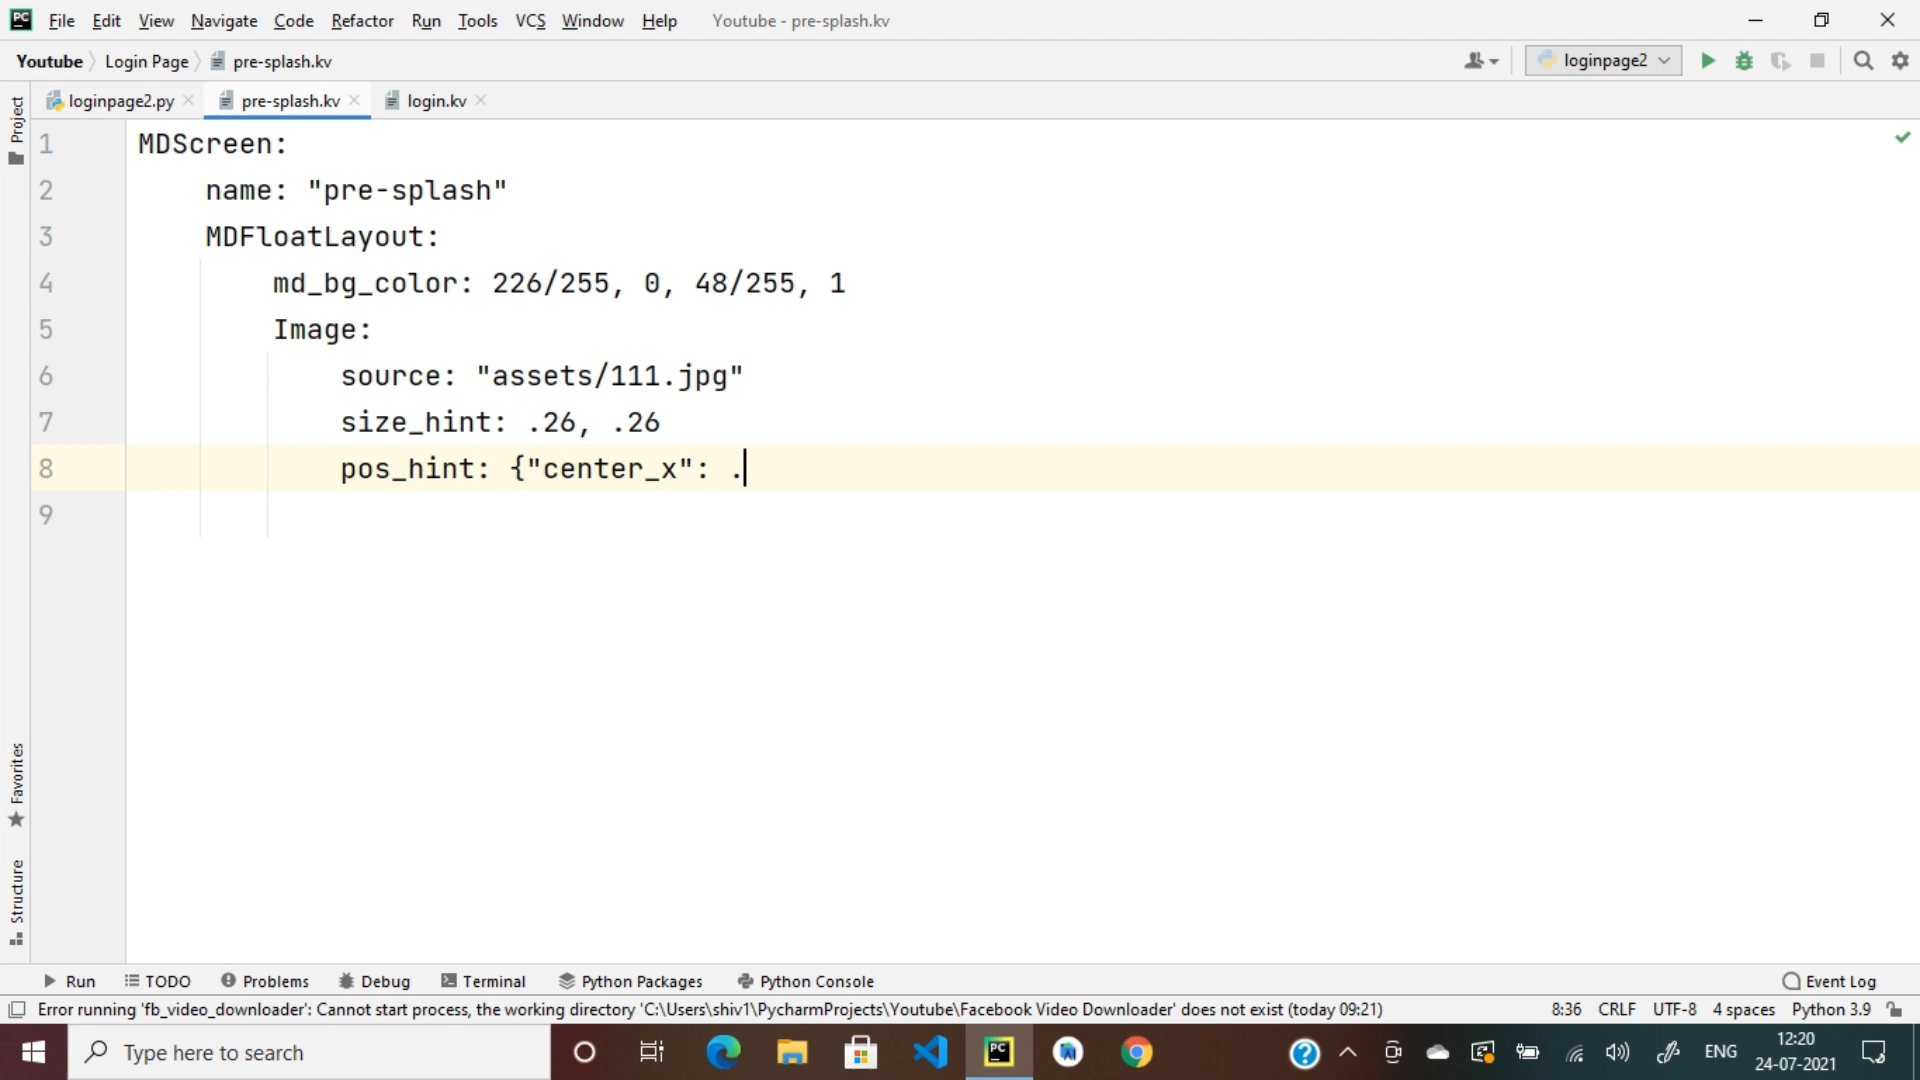 PC File Edit View Navigate Code Refactor Run Tools VCS Window Help Youtube - pre-splash.kv
Youtube Login Page pre-splash.kv loginpage2
loginpage2.py pre-splash.kv login.kv
Project
1 MDScreen:
2 name: "pre-splash"
3 MDFloatLayout:
4 md_bg_color: 226/255, 0, 48/255, 1
5 Image:
6 source: "assets/111.jpg"
7 size_hint: .26, .26
8 pos_hint: {"center_x": .
9
Favorites
Structure
Run TODO Problems Debug Terminal Python Packages Python Console Event Log
Error running 'fb_video_downloader': Cannot start process, the working directory 'C:\Users\shiv1\PycharmProjects\Youtube\Facebook Video Downloader' does not exist (today 09:21) 8:36 CRLF UTF-8 4 spaces Python 3.9
Type here to search PC ENG 12:20
24-07-2021